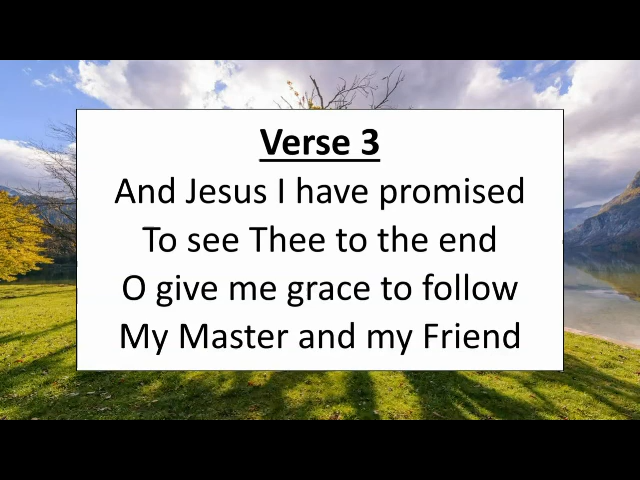 Verse 3
And Jesus I have promised
To see Thee to the end
O give me grace to follow
My Master and my Friend